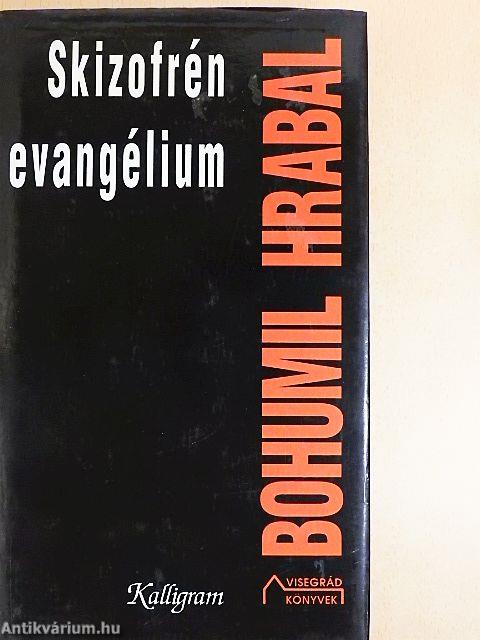 Skizofrén
evangélium
BOHUMIL HRABAL
Kalligram
VISEGRÁD
KÖNYVEK
Antikvárium.hu